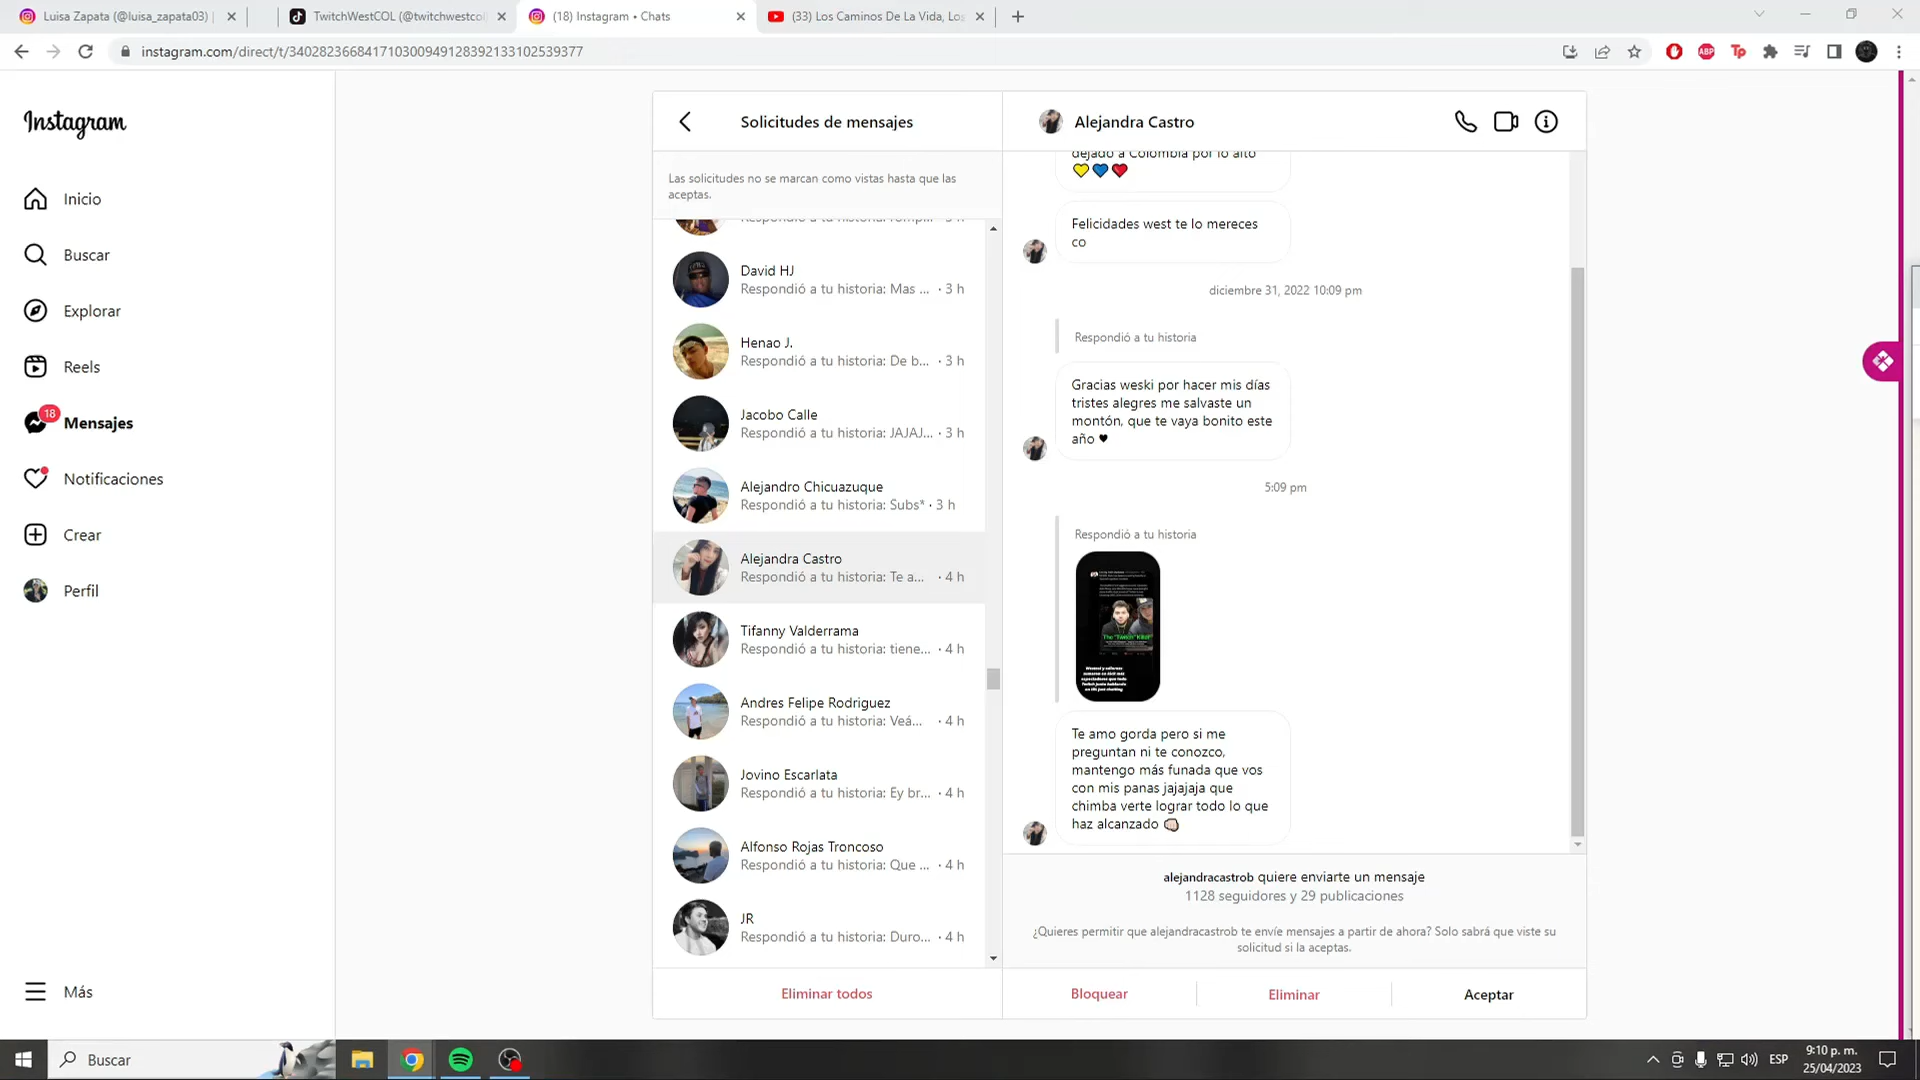 Luisa Zapata (@luisa_zapata03)
TwitchWestCOL (@twitchwestcol
(18) Instagram • Chats
(33) Los Caminos De La Vida, Los
instagram.com/direct/t/340282366841710300949128392133102539377
ABP
Tp
Instagram
Inicio
Buscar
Explorar
Reels
18
Mensajes
Notificaciones
Crear
Perfil
Más
Solicitudes de mensajes
Las solicitudes no se marcan como vistas hasta que las
aceptas.
David HJ
Respondió a tu historia: Mas ... · 3 h
Henao J.
Respondió a tu historia: De b... · 3 h
Jacobo Calle
Respondió a tu historia: JAJAJ... · 3 h
Alejandro Chicuazuque
Respondió a tu historia: Subs* · 3 h
Alejandra Castro
Respondió a tu historia: Te a... · 4 h
Tifanny Valderrama
Respondió a tu historia: tiene... · 4 h
Andres Felipe Rodriguez
Respondió a tu historia: Veá... · 4 h
Jovino Escarlata
Respondió a tu historia: Ey br... · 4 h
Alfonso Rojas Troncoso
Respondió a tu historia: Que ... · 4 h
JR
Respondió a tu historia: Duro... · 4 h
Eliminar todos
Alejandra Castro
dejado a Colombia por lo alto
💛 💙 ❤️
Felicidades west te lo mereces
co
diciembre 31, 2022 10:09 pm
Respondió a tu historia
Gracias weski por hacer mis días
tristes alegres me salvaste un
montón, que te vaya bonito este
año ♥
5:09 pm
Respondió a tu historia
The "Twitch" Killer
Te amo gorda pero si me
preguntan ni te conozco,
mantengo más funada que vos
con mis panas jajajaja que
chimba verte lograr todo lo que
haz alcanzado 👊🏻
alejandracastrob quiere enviarte un mensaje
1128 seguidores y 29 publicaciones
¿Quieres permitir que alejandracastrob te envíe mensajes a partir de ahora? Solo sabrá que viste su
solicitud si la aceptas.
Bloquear
Eliminar
Aceptar
Buscar
ESP
9:10 p. m.
25/04/2023